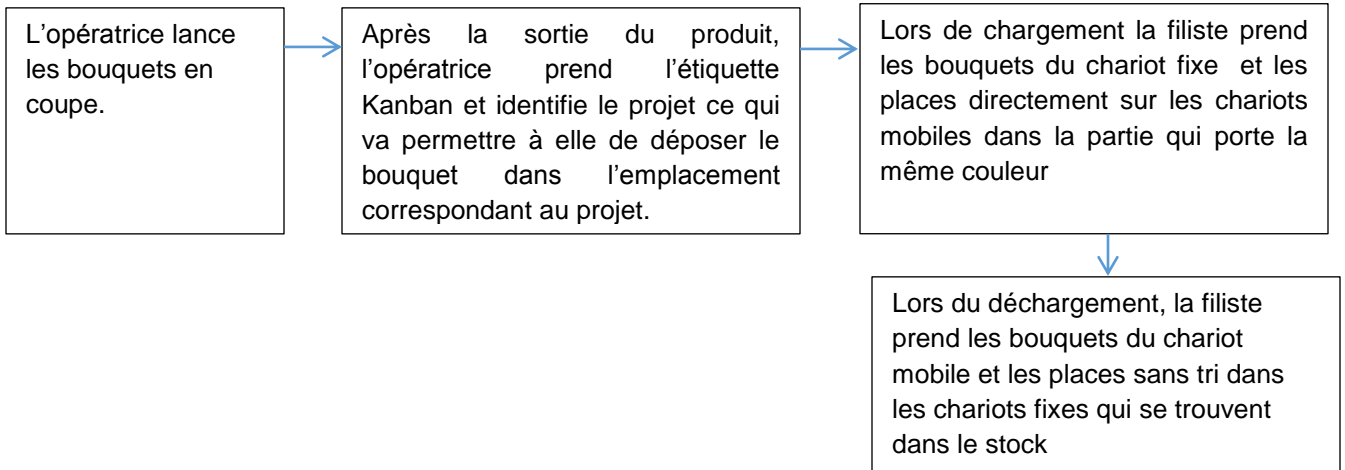 L'opératrice lance
les bouquets en
coupe.
Après la sortie du produit,
l'opératrice prend l'étiquette
Kanban et identifie le projet ce qui
va permettre à elle de déposer le
bouquet dans l'emplacement
correspondant au projet.
Lors de chargement la filiste prend
les bouquets du chariot fixe et les
places directement sur les chariots
mobiles dans la partie qui porte la
même couleur
Lors du déchargement, la filiste
prend les bouquets du chariot
mobile et les places sans tri dans
les chariots fixes qui se trouvent
dans le stock